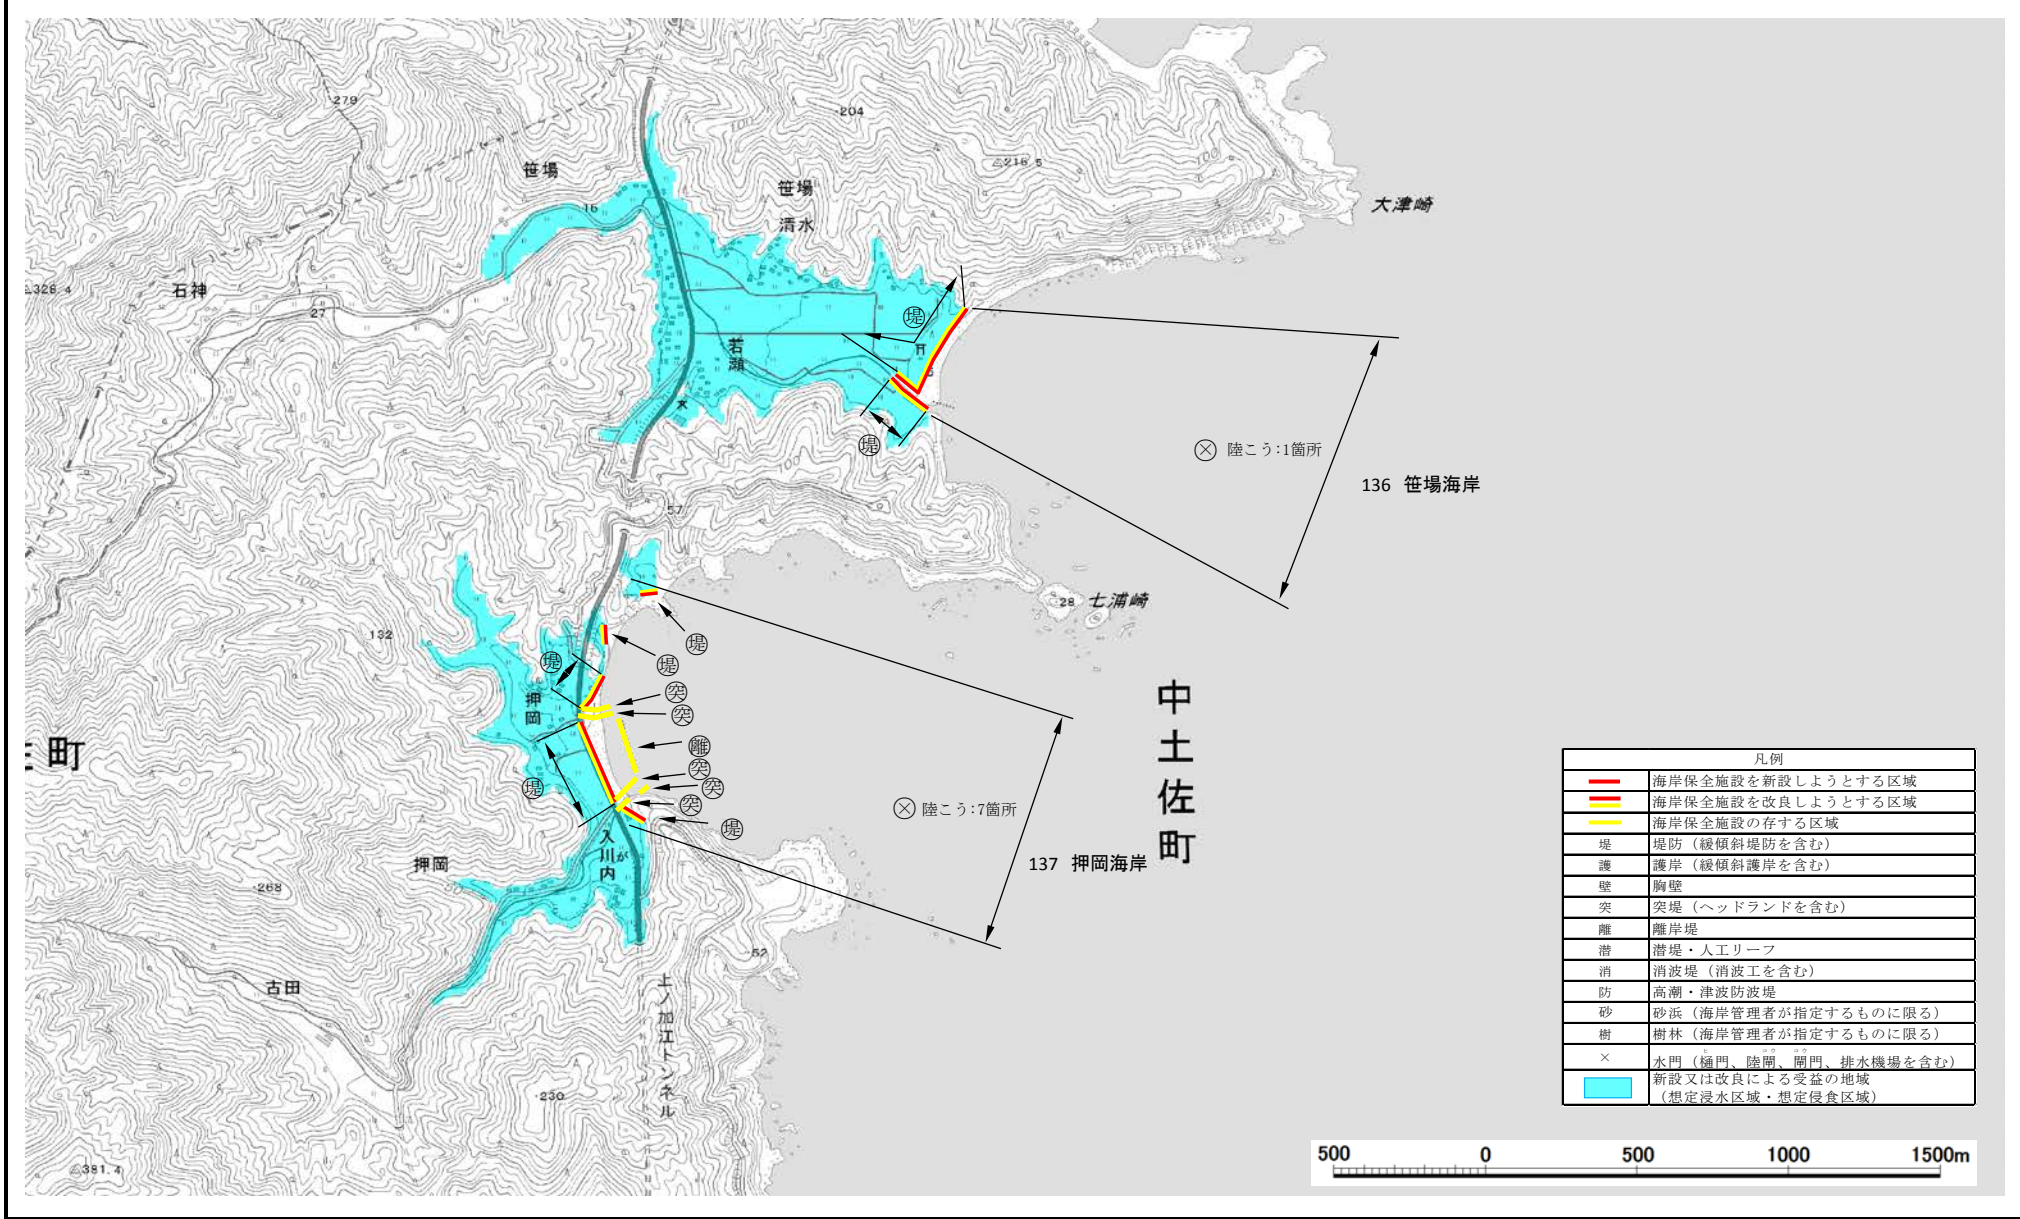 279
204
216.5
笹場
笹場
清水
大津崎
16
石神
328.4
27
100
堤
若瀬
堤
100
陸こう:1箇所
136 笹場海岸
57
28
七浦崎
132
堤
堤
堤
押岡
突
突
離
突
突
突
堤
堤
陸こう:7箇所
137 押岡海岸
中土佐町
町
入川が内
押岡
268
52
古田
上ノ加江トンネル
230
381.4
凡例
海岸保全施設を新設しようとする区域
海岸保全施設を改良しようとする区域
海岸保全施設の存する区域
堤 堤防（緩傾斜堤防を含む）
護 護岸（緩傾斜護岸を含む）
壁 胸壁
突 突堤（ヘッドランドを含む）
離 離岸堤
潜 潜堤・人工リーフ
消 消波堤（消波工を含む）
防 高潮・津波防波堤
砂 砂浜（海岸管理者が指定するものに限る）
樹 樹林（海岸管理者が指定するものに限る）
× 水門（樋門、陸閘、閘門、排水機場を含む）
新設又は改良による受益の地域
（想定浸水区域・想定侵食区域）
500 0 500 1000 1500m